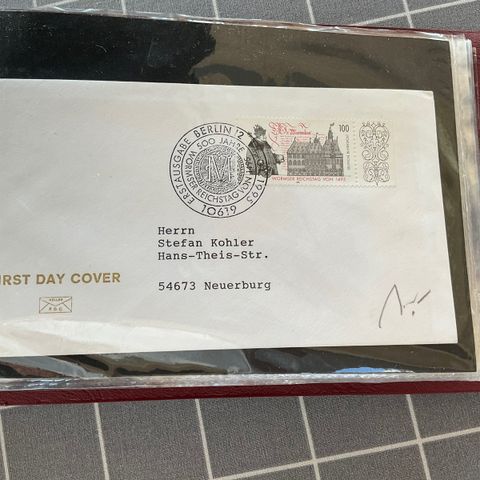 ERSTAUSGABE BERLIN 12
WORMSER REICHSTAG VON 1495
500 JAHRE
10619
1995
100
WORMSER REICHSTAG VON 1495
Herrn
Stefan Kohler
Hans-Theis-Str.
54673 Neuerburg
IRST DAY COVER